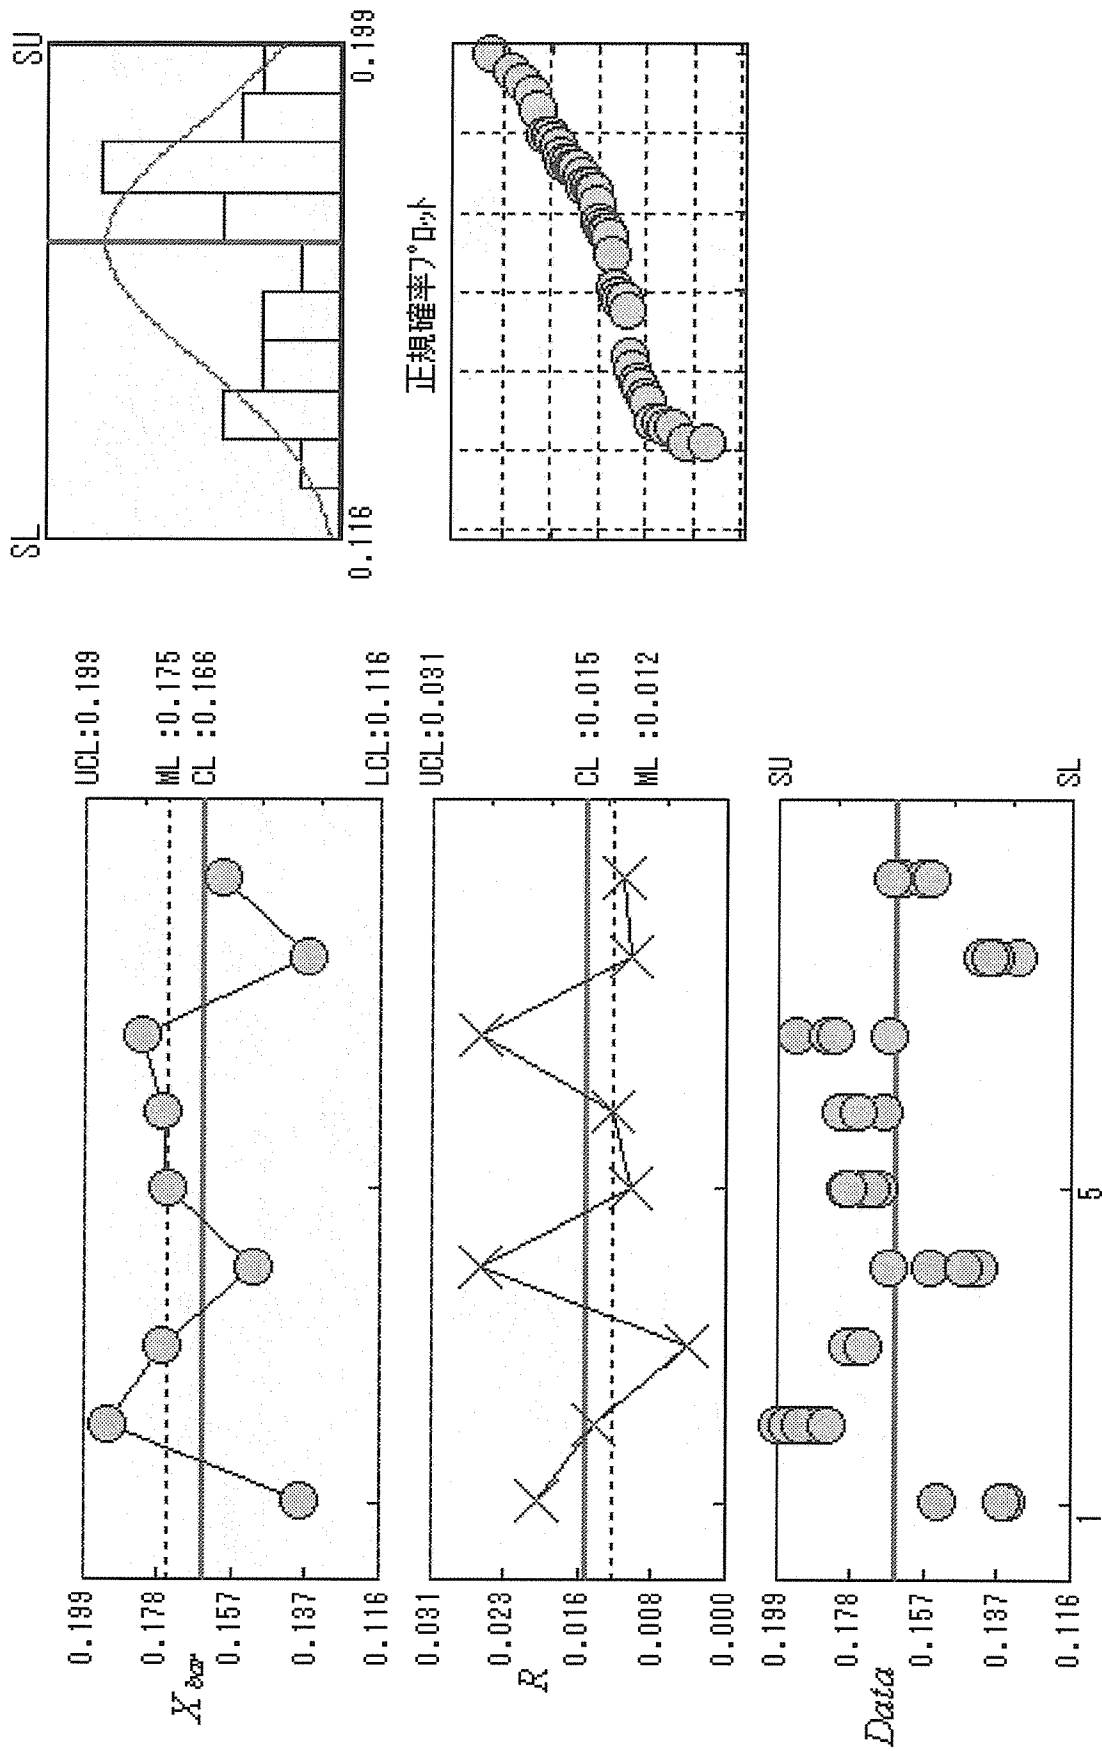 0.199
0.178
0.157
0.137
0.116
Xbar
UCL:0.199
ML :0.175
CL :0.166
LCL:0.116
0.031
0.023
0.016
0.008
0.000
R
UCL:0.031
CL :0.015
ML :0.012
0.199
0.178
0.157
0.137
0.116
Data
SU
SL
1
5
SL
SU
0.116
0.199
正規確率プロット